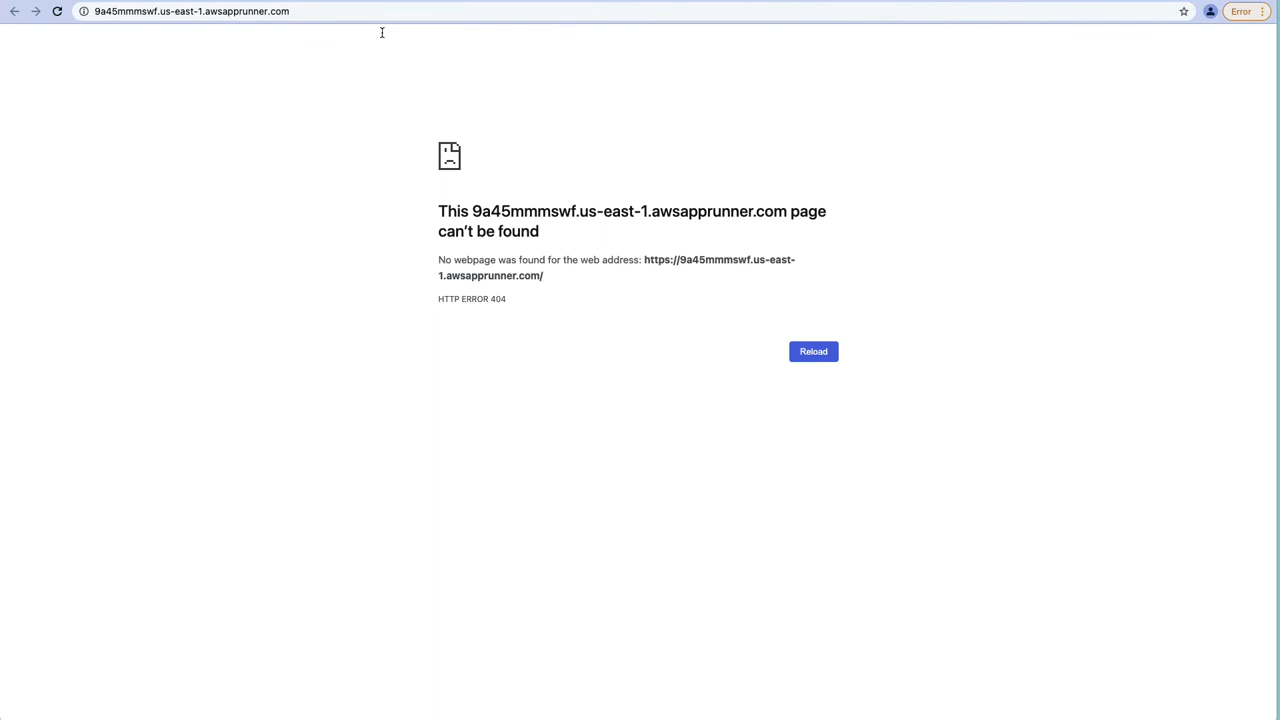 9a45mmmswf.us-east-1.awsapprunner.com
Error
This 9a45mmmswf.us-east-1.awsapprunner.com page
can’t be found
No webpage was found for the web address: https://9a45mmmswf.us-east-
1.awsapprunner.com/
HTTP ERROR 404
Reload